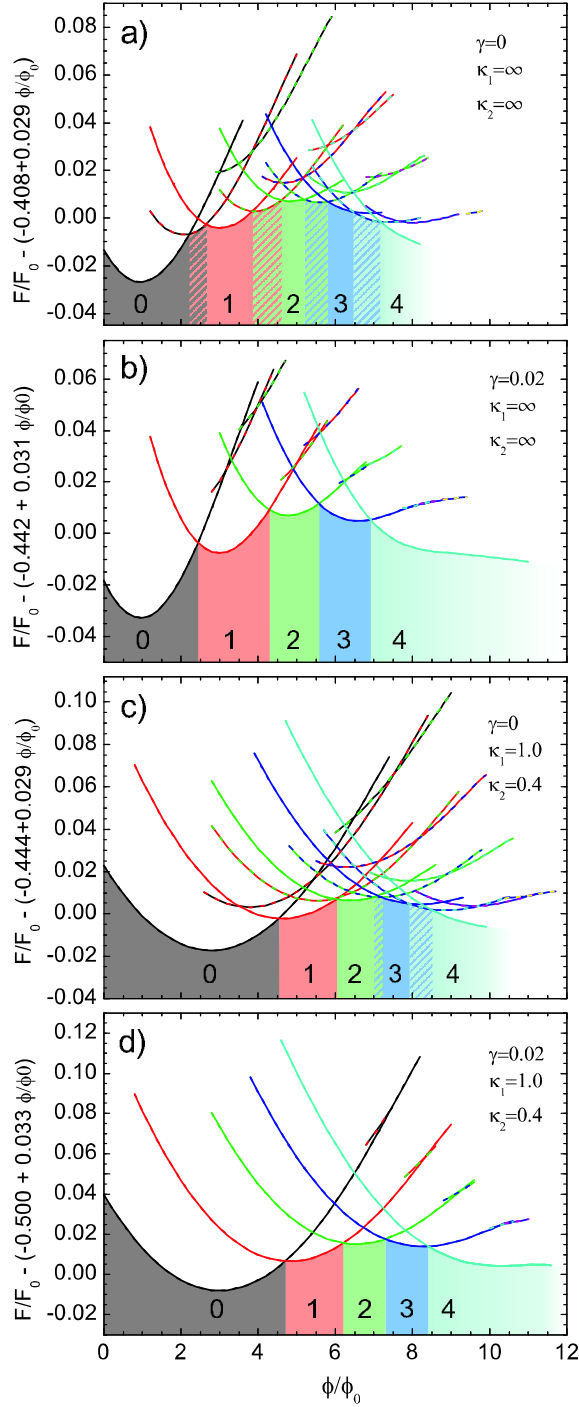 a)
γ=0
κ₁=∞
κ₂=∞
F/F₀ - (-0.408+0.029 φ/φ₀)
0.08
0.06
0.04
0.02
0.00
-0.02
-0.04
0 1 2 3 4
b)
γ=0.02
κ₁=∞
κ₂=∞
F/F₀ - (-0.442 + 0.031 φ/φ0)
0.06
0.04
0.02
0.00
-0.02
-0.04
0 1 2 3 4
c)
γ=0
κ₁=1.0
κ₂=0.4
F/F₀ - (-0.444+0.029 φ/φ₀)
0.10
0.08
0.06
0.04
0.02
0.00
-0.02
-0.04
0 1 2 3 4
d)
γ=0.02
κ₁=1.0
κ₂=0.4
F/F₀ - (-0.500 + 0.033 φ/φ0)
0.12
0.10
0.08
0.06
0.04
0.02
0.00
-0.02
0 1 2 3 4
0 2 4 6 8 10 12
φ/φ₀